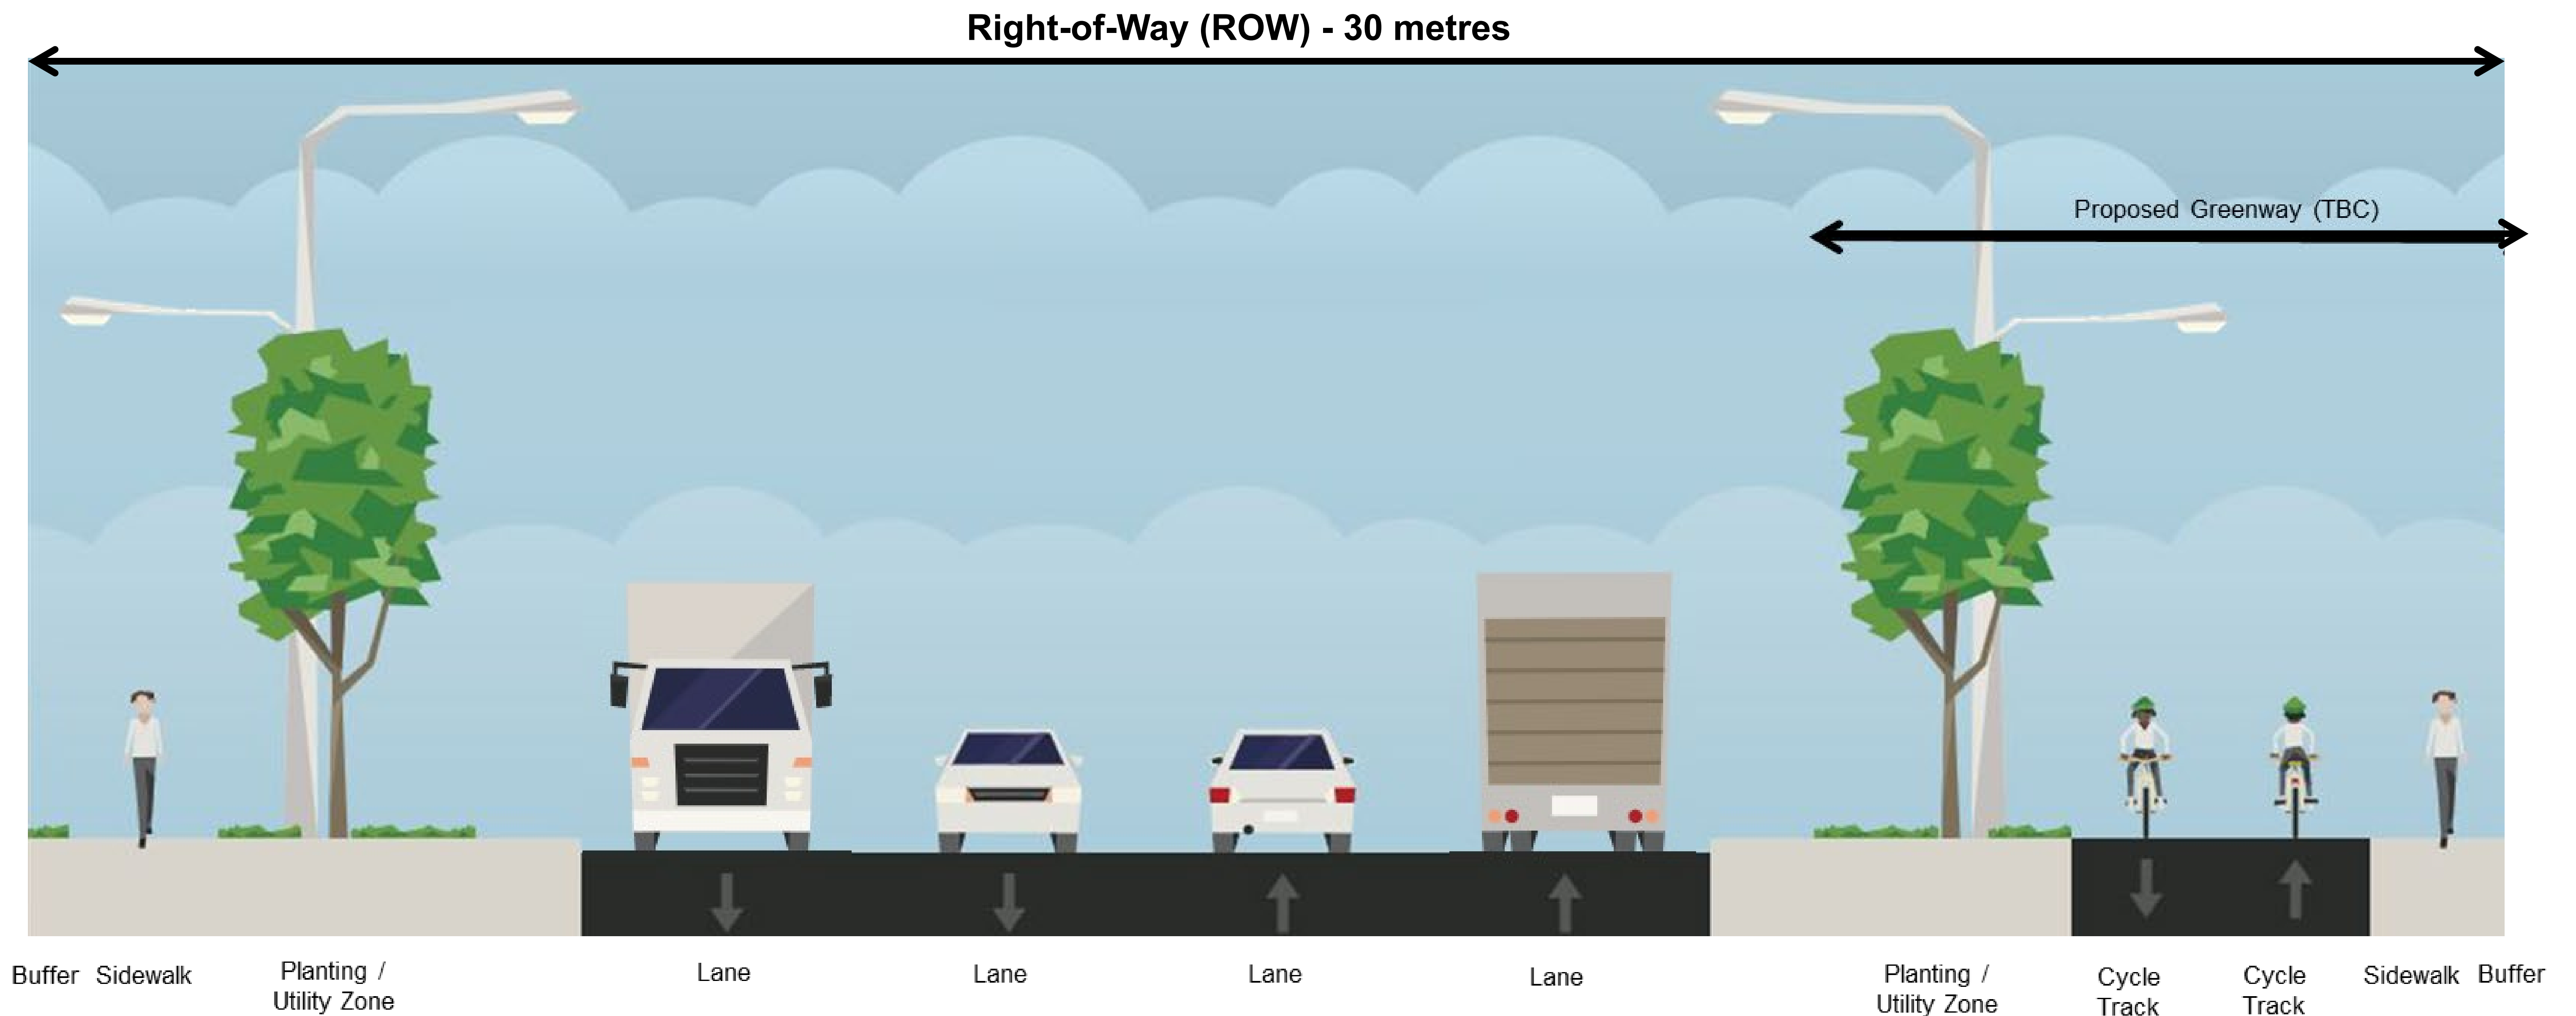 Right-of-Way (ROW) - 30 metres
Proposed Greenway (TBC)
Buffer Sidewalk Planting / Utility Zone Lane Lane Lane Lane Planting / Utility Zone Cycle Track Cycle Track Sidewalk Buffer